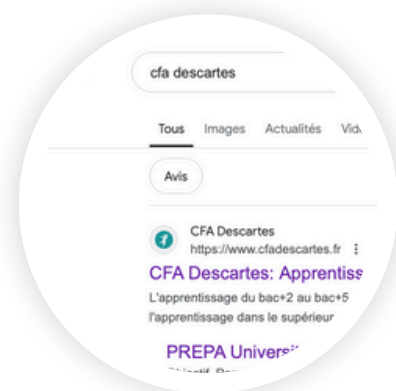 cfa descartes
Tous Images Actualités
Avis
CFA Descartes
https://www.cfadescartes.fr
CFA Descartes: Apprentiss
L'apprentissage du bac+2 au bac+5
l'apprentissage dans le supérieur
PREPA Univers